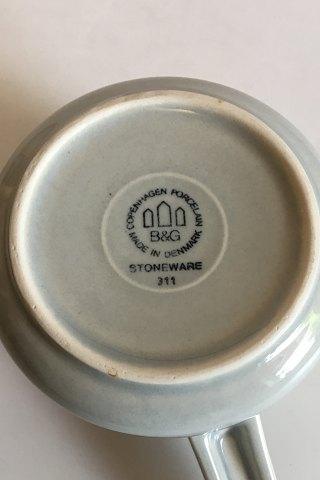 COPENHAGEN PORCELAIN
B&G
MADE IN DENMARK
STONEWARE
311